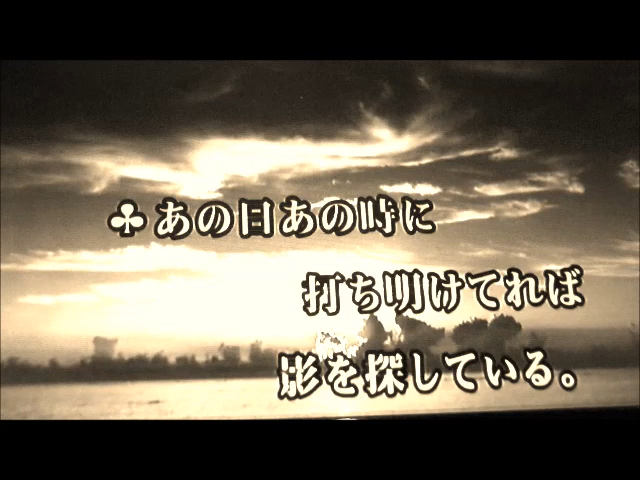 ♣あの日あの時に
打ち明けてれば
影を探している。